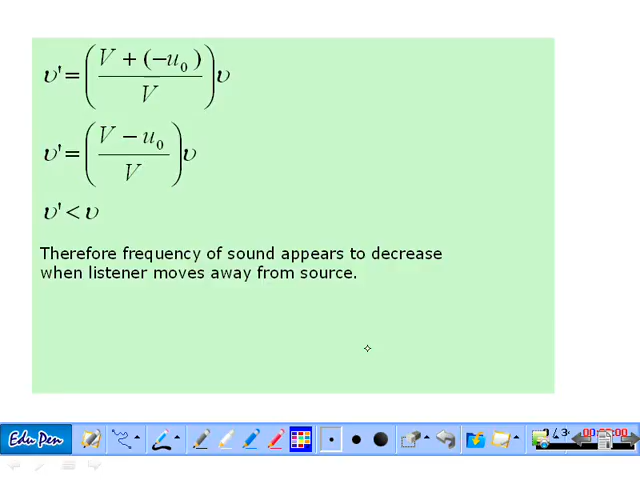 υ' = ( V + (−u₀) / V ) υ
υ' = ( V − u₀ / V ) υ
υ' < υ
Therefore frequency of sound appears to decrease
when listener moves away from source.
Edu Pen